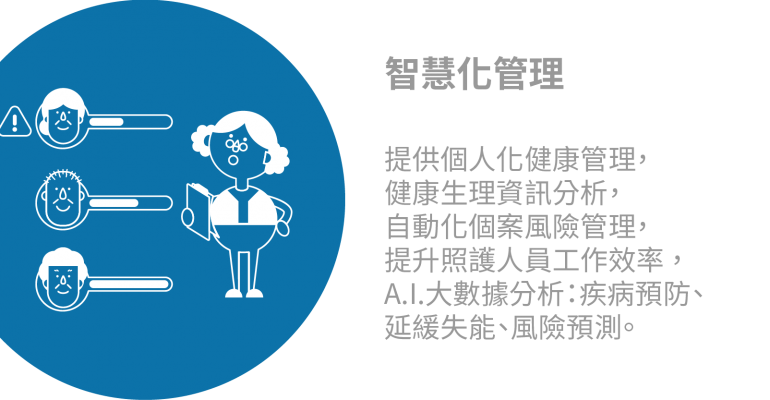 智慧化管理
提供個人化健康管理，
健康生理資訊分析，
自動化個案風險管理，
提升照護人員工作效率，
A.I.大數據分析：疾病預防、
延緩失能、風險預測。